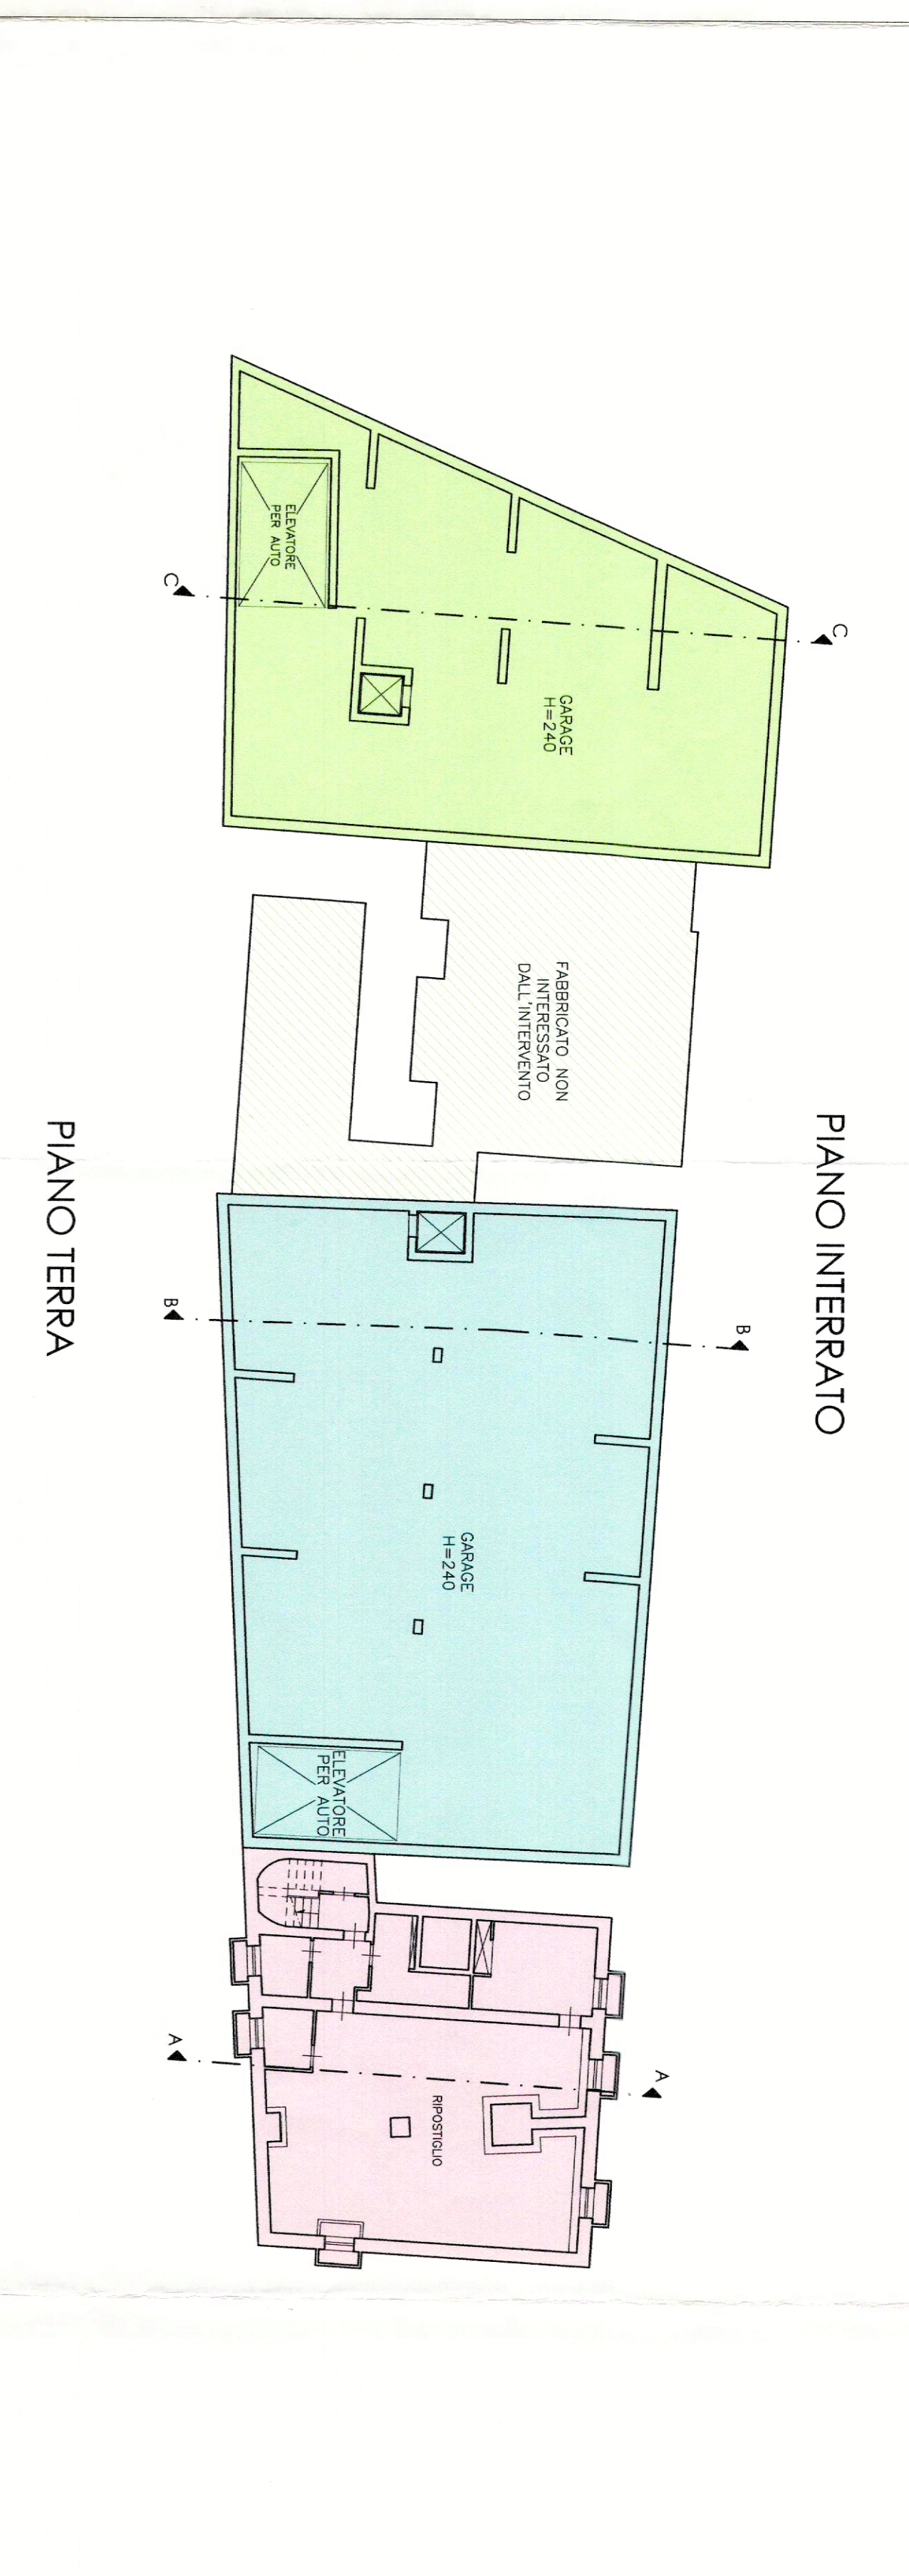 PIANO INTERRATO
C
C
ELEVATORE
PER AUTO
GARAGE
H=240
FABBRICATO NON
INTERESSATO
DALL'INTERVENTO
B
B
GARAGE
H=240
ELEVATORE
PER AUTO
A
A
RIPOSTIGLIO
PIANO TERRA